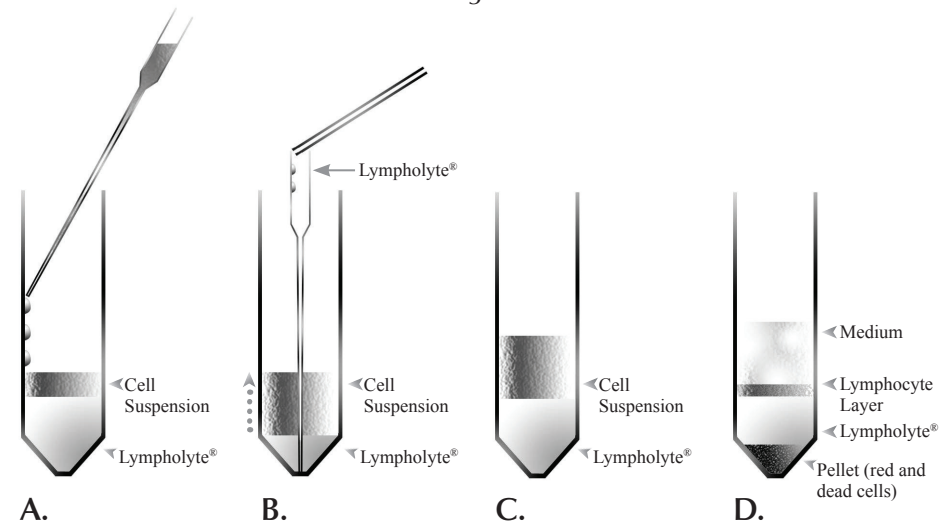 Lympholyte®
Cell
Suspension
Lympholyte®
A.
Cell
Suspension
Lympholyte®
B.
Cell
Suspension
Lympholyte®
C.
Medium
Lymphocyte
Layer
Lympholyte®
Pellet (red and
dead cells)
D.